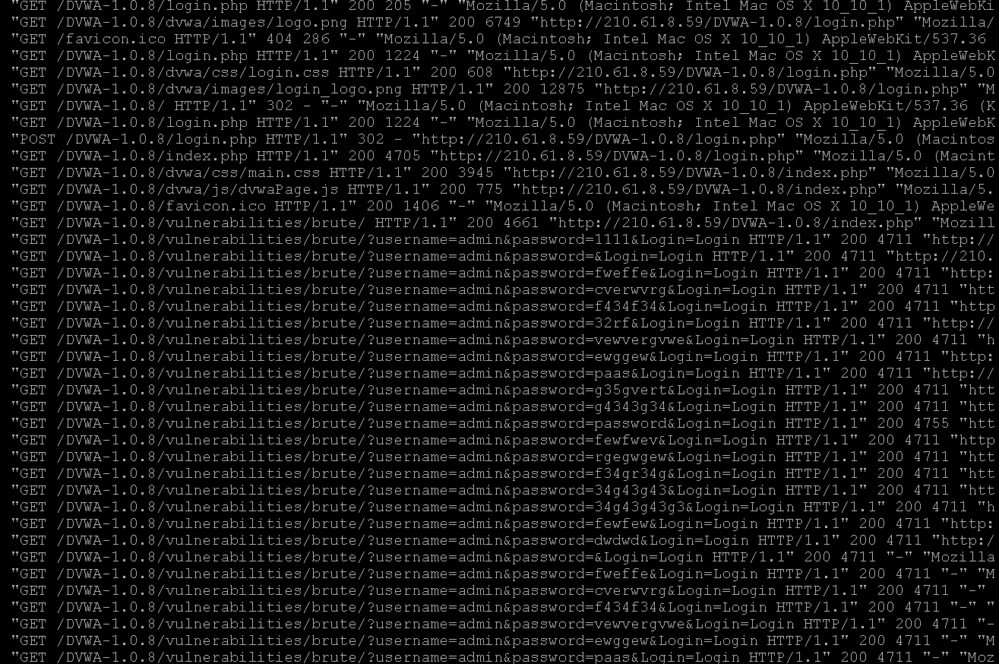 "GET /DVWA-1.0.8/login.php HTTP/1.1" 200 205 "-" "Mozilla/5.0 (Macintosh; Intel Mac OS X 10_10_1) AppleWebKi
"GET /DVWA-1.0.8/dvwa/images/logo.png HTTP/1.1" 200 6749 "http://210.61.8.59/DVWA-1.0.8/login.php" "Mozilla/
"GET /favicon.ico HTTP/1.1" 404 286 "-" "Mozilla/5.0 (Macintosh; Intel Mac OS X 10_10_1) AppleWebKit/537.36
"GET /DVWA-1.0.8/login.php HTTP/1.1" 200 1224 "-" "Mozilla/5.0 (Macintosh; Intel Mac OS X 10_10_1) AppleWebK
"GET /DVWA-1.0.8/dvwa/css/login.css HTTP/1.1" 200 608 "http://210.61.8.59/DVWA-1.0.8/login.php" "Mozilla/5.0
"GET /DVWA-1.0.8/dvwa/images/login_logo.png HTTP/1.1" 200 12875 "http://210.61.8.59/DVWA-1.0.8/login.php" "M
"GET /DVWA-1.0.8/ HTTP/1.1" 302 - "-" "Mozilla/5.0 (Macintosh; Intel Mac OS X 10_10_1) AppleWebKit/537.36 (K
"GET /DVWA-1.0.8/login.php HTTP/1.1" 200 1224 "-" "Mozilla/5.0 (Macintosh; Intel Mac OS X 10_10_1) AppleWebK
"POST /DVWA-1.0.8/login.php HTTP/1.1" 302 - "http://210.61.8.59/DVWA-1.0.8/login.php" "Mozilla/5.0 (Macintos
"GET /DVWA-1.0.8/index.php HTTP/1.1" 200 4705 "http://210.61.8.59/DVWA-1.0.8/login.php" "Mozilla/5.0 (Macint
"GET /DVWA-1.0.8/dvwa/css/main.css HTTP/1.1" 200 3945 "http://210.61.8.59/DVWA-1.0.8/index.php" "Mozilla/5.0
"GET /DVWA-1.0.8/dvwa/js/dvwaPage.js HTTP/1.1" 200 775 "http://210.61.8.59/DVWA-1.0.8/index.php" "Mozilla/5.
"GET /DVWA-1.0.8/favicon.ico HTTP/1.1" 200 1406 "-" "Mozilla/5.0 (Macintosh; Intel Mac OS X 10_10_1) AppleWe
"GET /DVWA-1.0.8/vulnerabilities/brute/ HTTP/1.1" 200 4661 "http://210.61.8.59/DVWA-1.0.8/index.php" "Mozill
"GET /DVWA-1.0.8/vulnerabilities/brute/?username=admin&password=1111&Login=Login HTTP/1.1" 200 4711 "http://
"GET /DVWA-1.0.8/vulnerabilities/brute/?username=admin&password=&Login=Login HTTP/1.1" 200 4711 "http://210.
"GET /DVWA-1.0.8/vulnerabilities/brute/?username=admin&password=fweffe&Login=Login HTTP/1.1" 200 4711 "http:
"GET /DVWA-1.0.8/vulnerabilities/brute/?username=admin&password=cverwvrg&Login=Login HTTP/1.1" 200 4711 "htt
"GET /DVWA-1.0.8/vulnerabilities/brute/?username=admin&password=f434f34&Login=Login HTTP/1.1" 200 4711 "http
"GET /DVWA-1.0.8/vulnerabilities/brute/?username=admin&password=32rf&Login=Login HTTP/1.1" 200 4711 "http://
"GET /DVWA-1.0.8/vulnerabilities/brute/?username=admin&password=vewvergvwe&Login=Login HTTP/1.1" 200 4711 "h
"GET /DVWA-1.0.8/vulnerabilities/brute/?username=admin&password=ewggew&Login=Login HTTP/1.1" 200 4711 "http:
"GET /DVWA-1.0.8/vulnerabilities/brute/?username=admin&password=paas&Login=Login HTTP/1.1" 200 4711 "http://
"GET /DVWA-1.0.8/vulnerabilities/brute/?username=admin&password=g35gvert&Login=Login HTTP/1.1" 200 4711 "htt
"GET /DVWA-1.0.8/vulnerabilities/brute/?username=admin&password=g4343g34&Login=Login HTTP/1.1" 200 4711 "htt
"GET /DVWA-1.0.8/vulnerabilities/brute/?username=admin&password=password&Login=Login HTTP/1.1" 200 4755 "htt
"GET /DVWA-1.0.8/vulnerabilities/brute/?username=admin&password=fewfwev&Login=Login HTTP/1.1" 200 4711 "http
"GET /DVWA-1.0.8/vulnerabilities/brute/?username=admin&password=rgegwgew&Login=Login HTTP/1.1" 200 4711 "htt
"GET /DVWA-1.0.8/vulnerabilities/brute/?username=admin&password=f34gr34g&Login=Login HTTP/1.1" 200 4711 "htt
"GET /DVWA-1.0.8/vulnerabilities/brute/?username=admin&password=34g43g43&Login=Login HTTP/1.1" 200 4711 "htt
"GET /DVWA-1.0.8/vulnerabilities/brute/?username=admin&password=34g43g43g3&Login=Login HTTP/1.1" 200 4711 "h
"GET /DVWA-1.0.8/vulnerabilities/brute/?username=admin&password=fewfew&Login=Login HTTP/1.1" 200 4711 "http:
"GET /DVWA-1.0.8/vulnerabilities/brute/?username=admin&password=dwdwd&Login=Login HTTP/1.1" 200 4711 "http:/
"GET /DVWA-1.0.8/vulnerabilities/brute/?username=admin&password=&Login=Login HTTP/1.1" 200 4711 "-" "Mozilla
"GET /DVWA-1.0.8/vulnerabilities/brute/?username=admin&password=fweffe&Login=Login HTTP/1.1" 200 4711 "-" "M
"GET /DVWA-1.0.8/vulnerabilities/brute/?username=admin&password=cverwvrg&Login=Login HTTP/1.1" 200 4711 "-"
"GET /DVWA-1.0.8/vulnerabilities/brute/?username=admin&password=f434f34&Login=Login HTTP/1.1" 200 4711 "-" "
"GET /DVWA-1.0.8/vulnerabilities/brute/?username=admin&password=vewvergvwe&Login=Login HTTP/1.1" 200 4711 "-
"GET /DVWA-1.0.8/vulnerabilities/brute/?username=admin&password=ewggew&Login=Login HTTP/1.1" 200 4711 "-" "M
"GET /DVWA-1.0.8/vulnerabilities/brute/?username=admin&password=paas&Login=Login HTTP/1.1" 200 4711 "-" "Moz